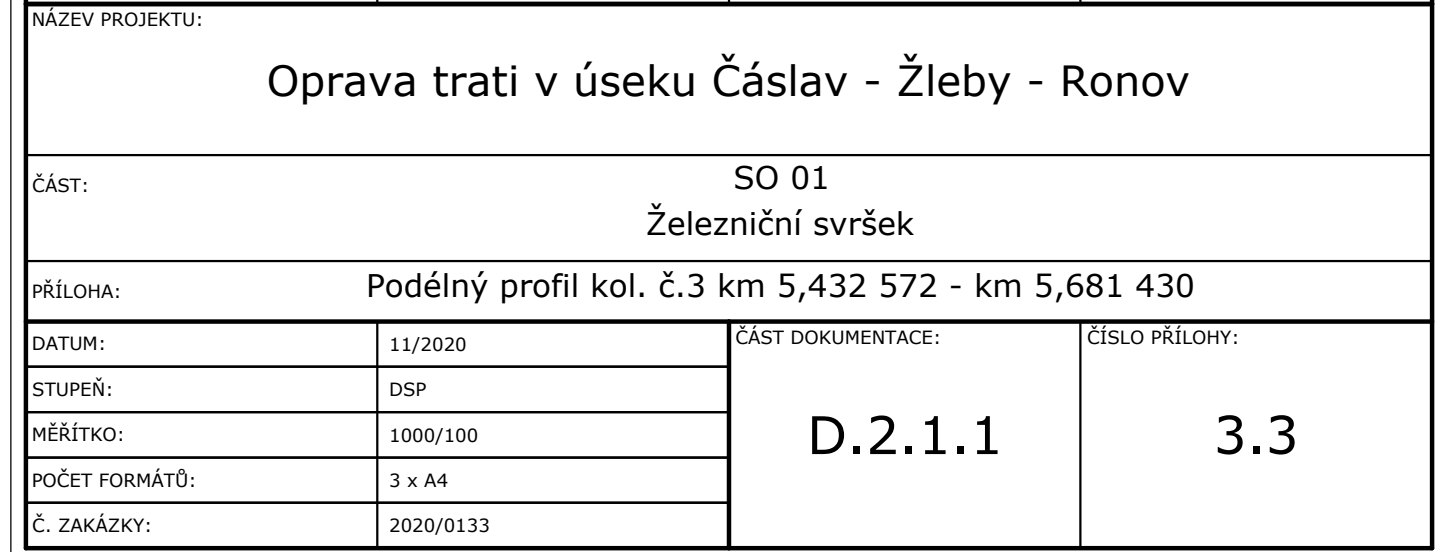 NÁZEV PROJEKTU:
Oprava trati v úseku Čáslav - Žleby - Ronov
ČÁST:
SO 01
Železniční svršek
PŘÍLOHA:
Podélný profil kol. č.3 km 5,432 572 - km 5,681 430
DATUM:
11/2020
STUPEŇ:
DSP
MĚŘÍTKO:
1000/100
POČET FORMÁTŮ:
3 x A4
Č. ZAKÁZKY:
2020/0133
ČÁST DOKUMENTACE:
D.2.1.1
ČÍSLO PŘÍLOHY:
3.3